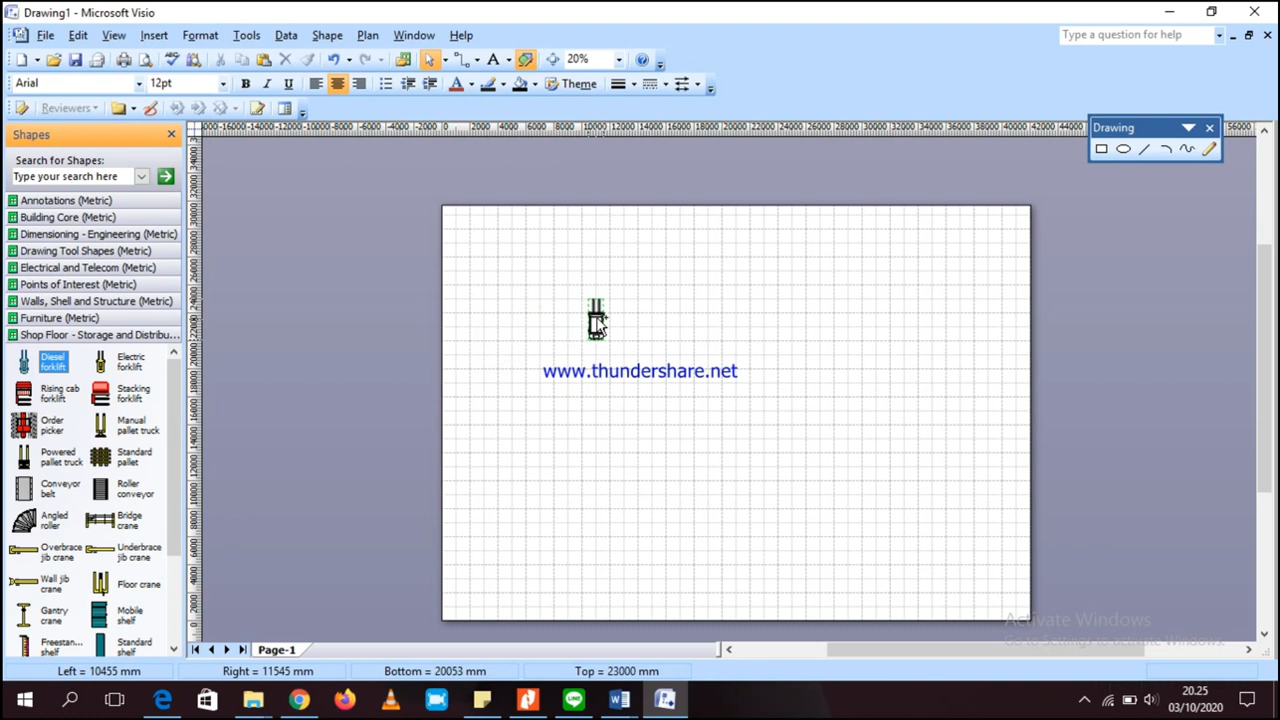 Drawing1 - Microsoft Visio
File Edit View Insert Format Tools Data Shape Plan Window Help
Type a question for help
20%
Arial 12pt B I U Theme
Reviewers
Shapes
Search for Shapes:
Type your search here
Annotations (Metric)
Building Core (Metric)
Dimensioning - Engineering (Metric)
Drawing Tool Shapes (Metric)
Electrical and Telecom (Metric)
Points of Interest (Metric)
Walls, Shell and Structure (Metric)
Furniture (Metric)
Shop Floor - Storage and Distribu...
Diesel forklift
Electric forklift
Rising cab forklift
Stacking forklift
Order picker
Manual pallet truck
Powered pallet truck
Standard pallet
Conveyor belt
Roller conveyor
Angled roller
Bridge crane
Overbrace jib crane
Underbrace jib crane
Wall jib crane
Floor crane
Gantry crane
Mobile shelf
Freestan... shelf
Standard shelf
Drawing
www.thundershare.net
Activate Windows
Go to Settings to activate Windows.
Page-1
Left = 10455 mm Right = 11545 mm Bottom = 20053 mm Top = 23000 mm
20.25
03/10/2020